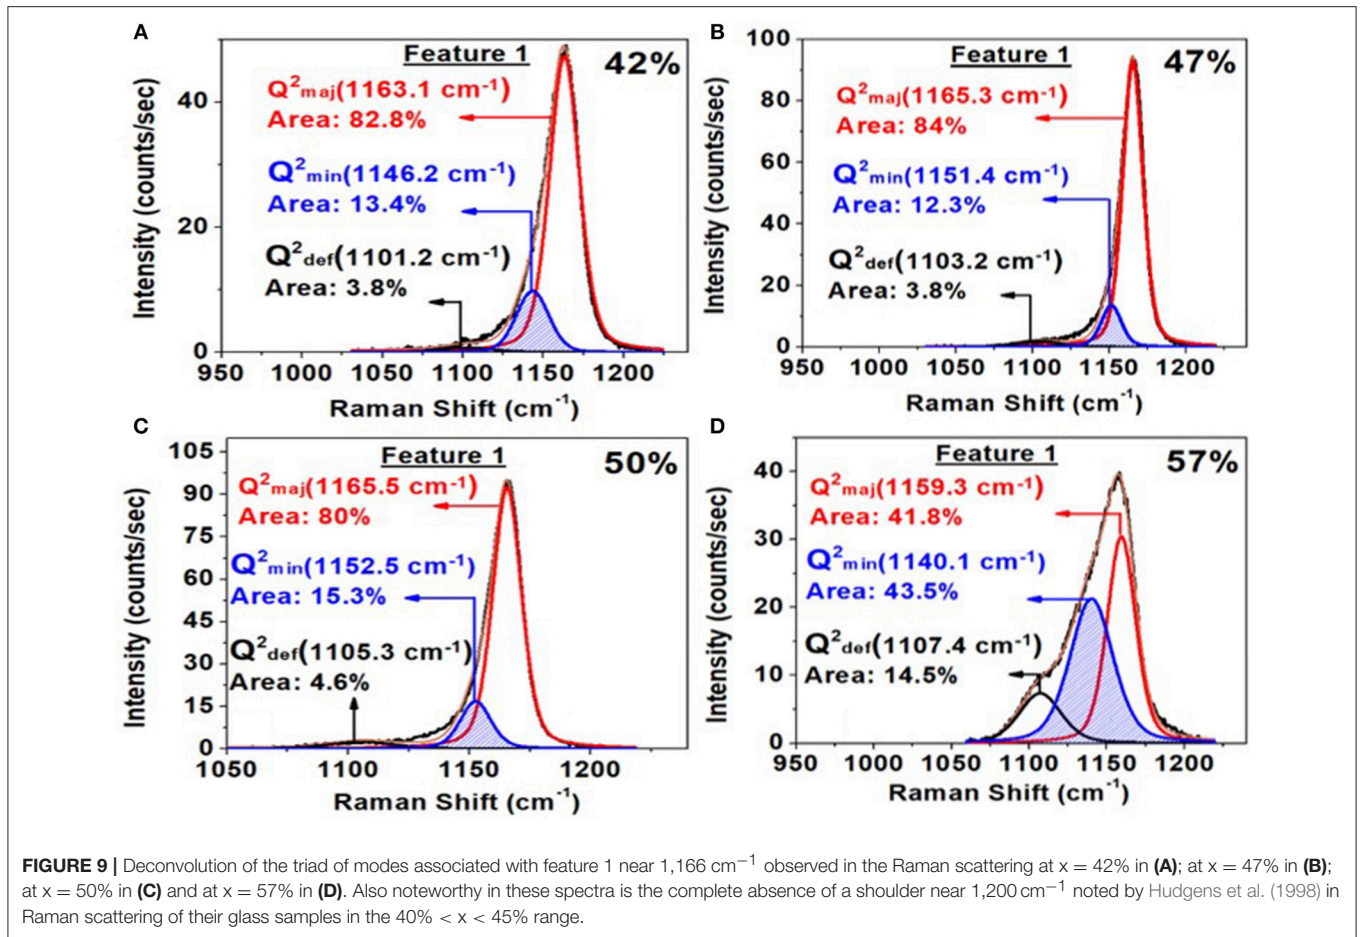 A
Feature 1
42%
Q²maj(1163.1 cm⁻¹)
Area: 82.8%
Q²min(1146.2 cm⁻¹)
Area: 13.4%
Q²def(1101.2 cm⁻¹)
Area: 3.8%
Intensity (counts/sec)
40
20
0
950 1000 1050 1100 1150 1200
Raman Shift (cm⁻¹)
B
Feature 1
47%
Q²maj(1165.3 cm⁻¹)
Area: 84%
Q²min(1151.4 cm⁻¹)
Area: 12.3%
Q²def(1103.2 cm⁻¹)
Area: 3.8%
Intensity (counts/sec)
100
80
60
40
20
0
950 1000 1050 1100 1150 1200
Raman Shift (cm⁻¹)
C
Feature 1
50%
Q²maj(1165.5 cm⁻¹)
Area: 80%
Q²min(1152.5 cm⁻¹)
Area: 15.3%
Q²def(1105.3 cm⁻¹)
Area: 4.6%
Intensity (counts/sec)
105
90
75
60
45
30
15
0
1050 1100 1150 1200
Raman Shift (cm⁻¹)
D
Feature 1
57%
Q²maj(1159.3 cm⁻¹)
Area: 41.8%
Q²min(1140.1 cm⁻¹)
Area: 43.5%
Q²def(1107.4 cm⁻¹)
Area: 14.5%
Intensity (counts/sec)
40
30
20
10
0
950 1000 1050 1100 1150 1200
Raman Shift (cm⁻¹)
FIGURE 9 | Deconvolution of the triad of modes associated with feature 1 near 1,166 cm⁻¹ observed in the Raman scattering at x = 42% in (A); at x = 47% in (B);
at x = 50% in (C) and at x = 57% in (D). Also noteworthy in these spectra is the complete absence of a shoulder near 1,200 cm⁻¹ noted by Hudgens et al. (1998) in
Raman scattering of their glass samples in the 40% < x < 45% range.